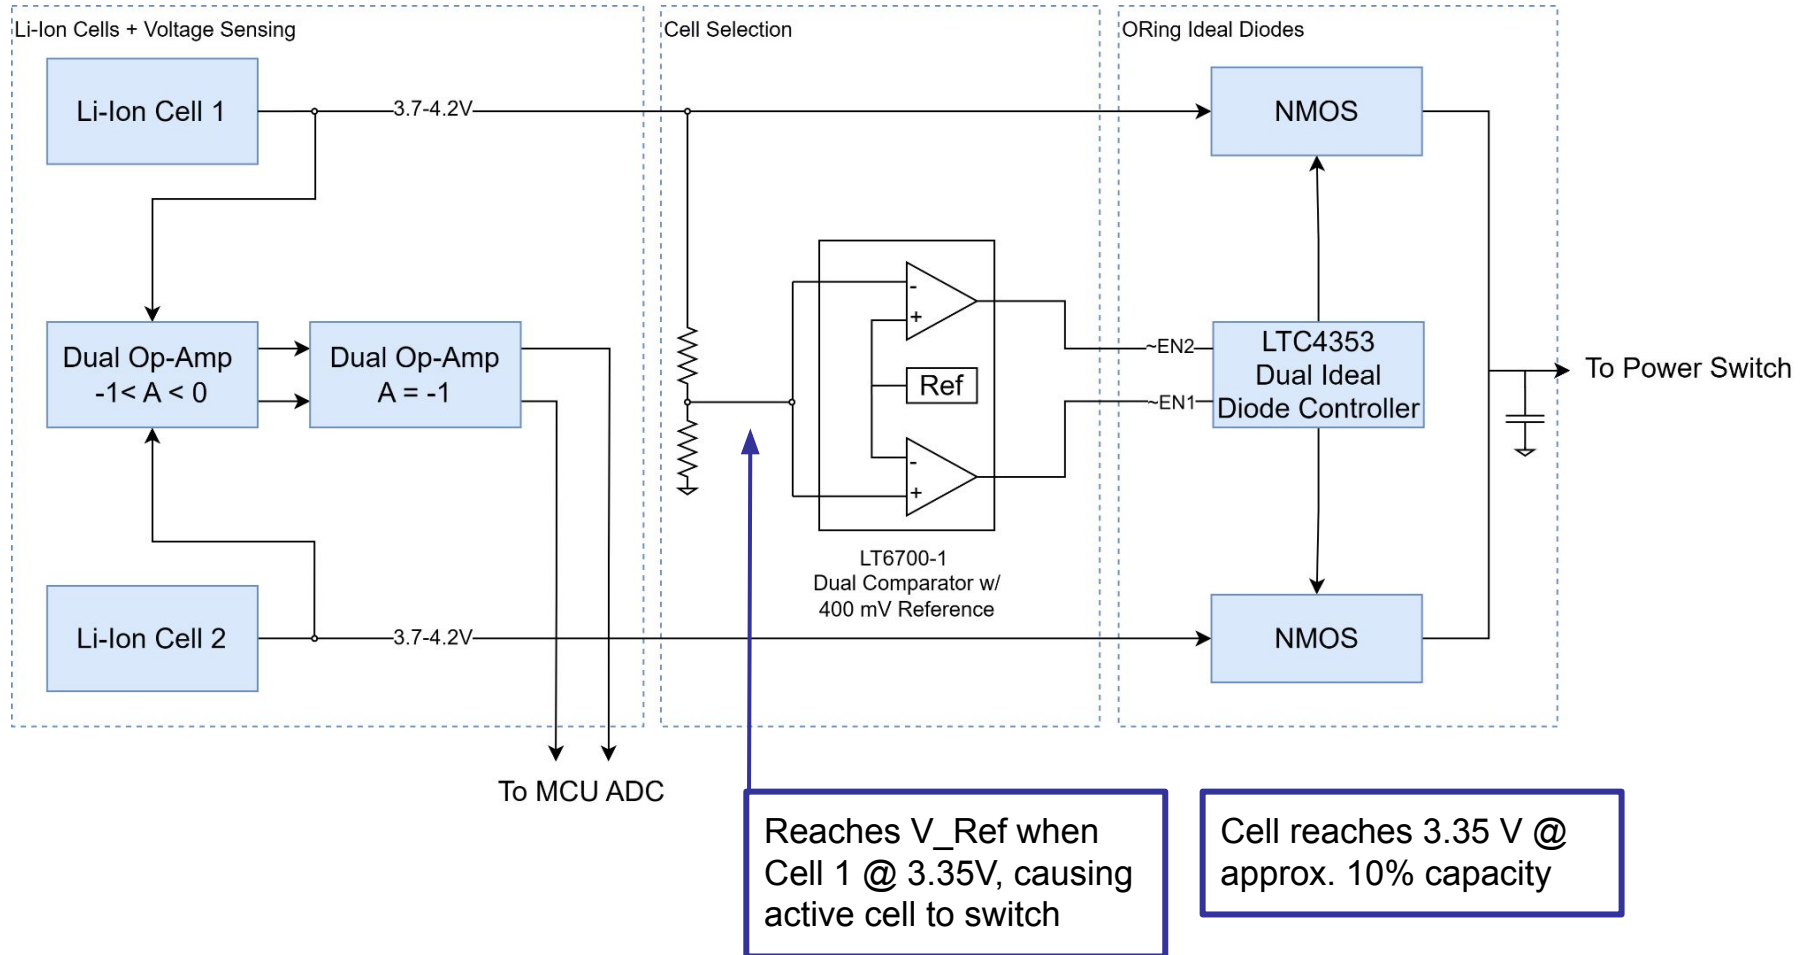 Li-Ion Cells + Voltage Sensing
Cell Selection
ORing Ideal Diodes
Li-Ion Cell 1
3.7-4.2V
NMOS
Dual Op-Amp
-1< A < 0
Dual Op-Amp
A = -1
-
+
Ref
-
+
~EN2
~EN1
LTC4353
Dual Ideal
Diode Controller
To Power Switch
LT6700-1
Dual Comparator w/
400 mV Reference
Li-Ion Cell 2
3.7-4.2V
NMOS
To MCU ADC
Reaches V_Ref when
Cell 1 @ 3.35V, causing
active cell to switch
Cell reaches 3.35 V @
approx. 10% capacity